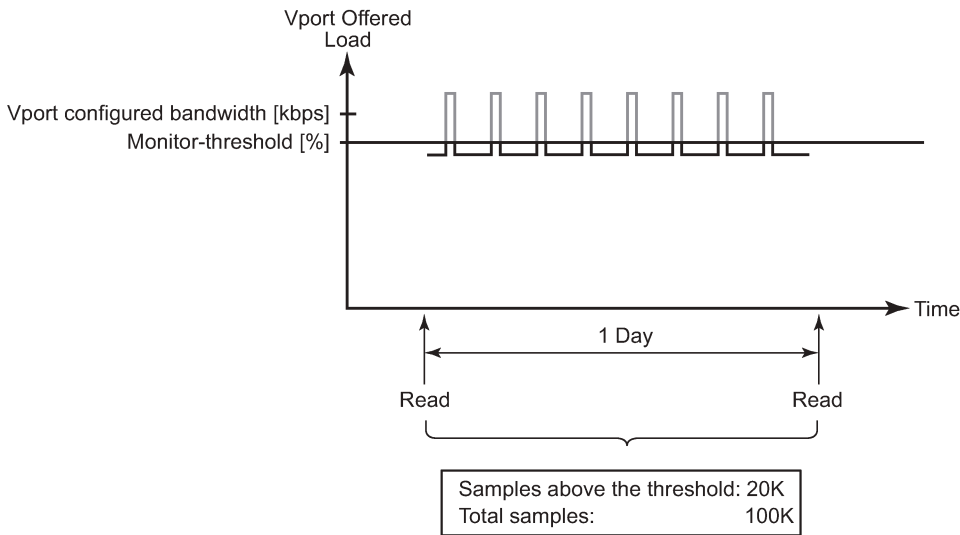 Vport Offered
Load
Vport configured bandwidth [kbps]
Monitor-threshold [%]
Time
1 Day
Read
Read
Samples above the threshold: 20K
Total samples: 100K